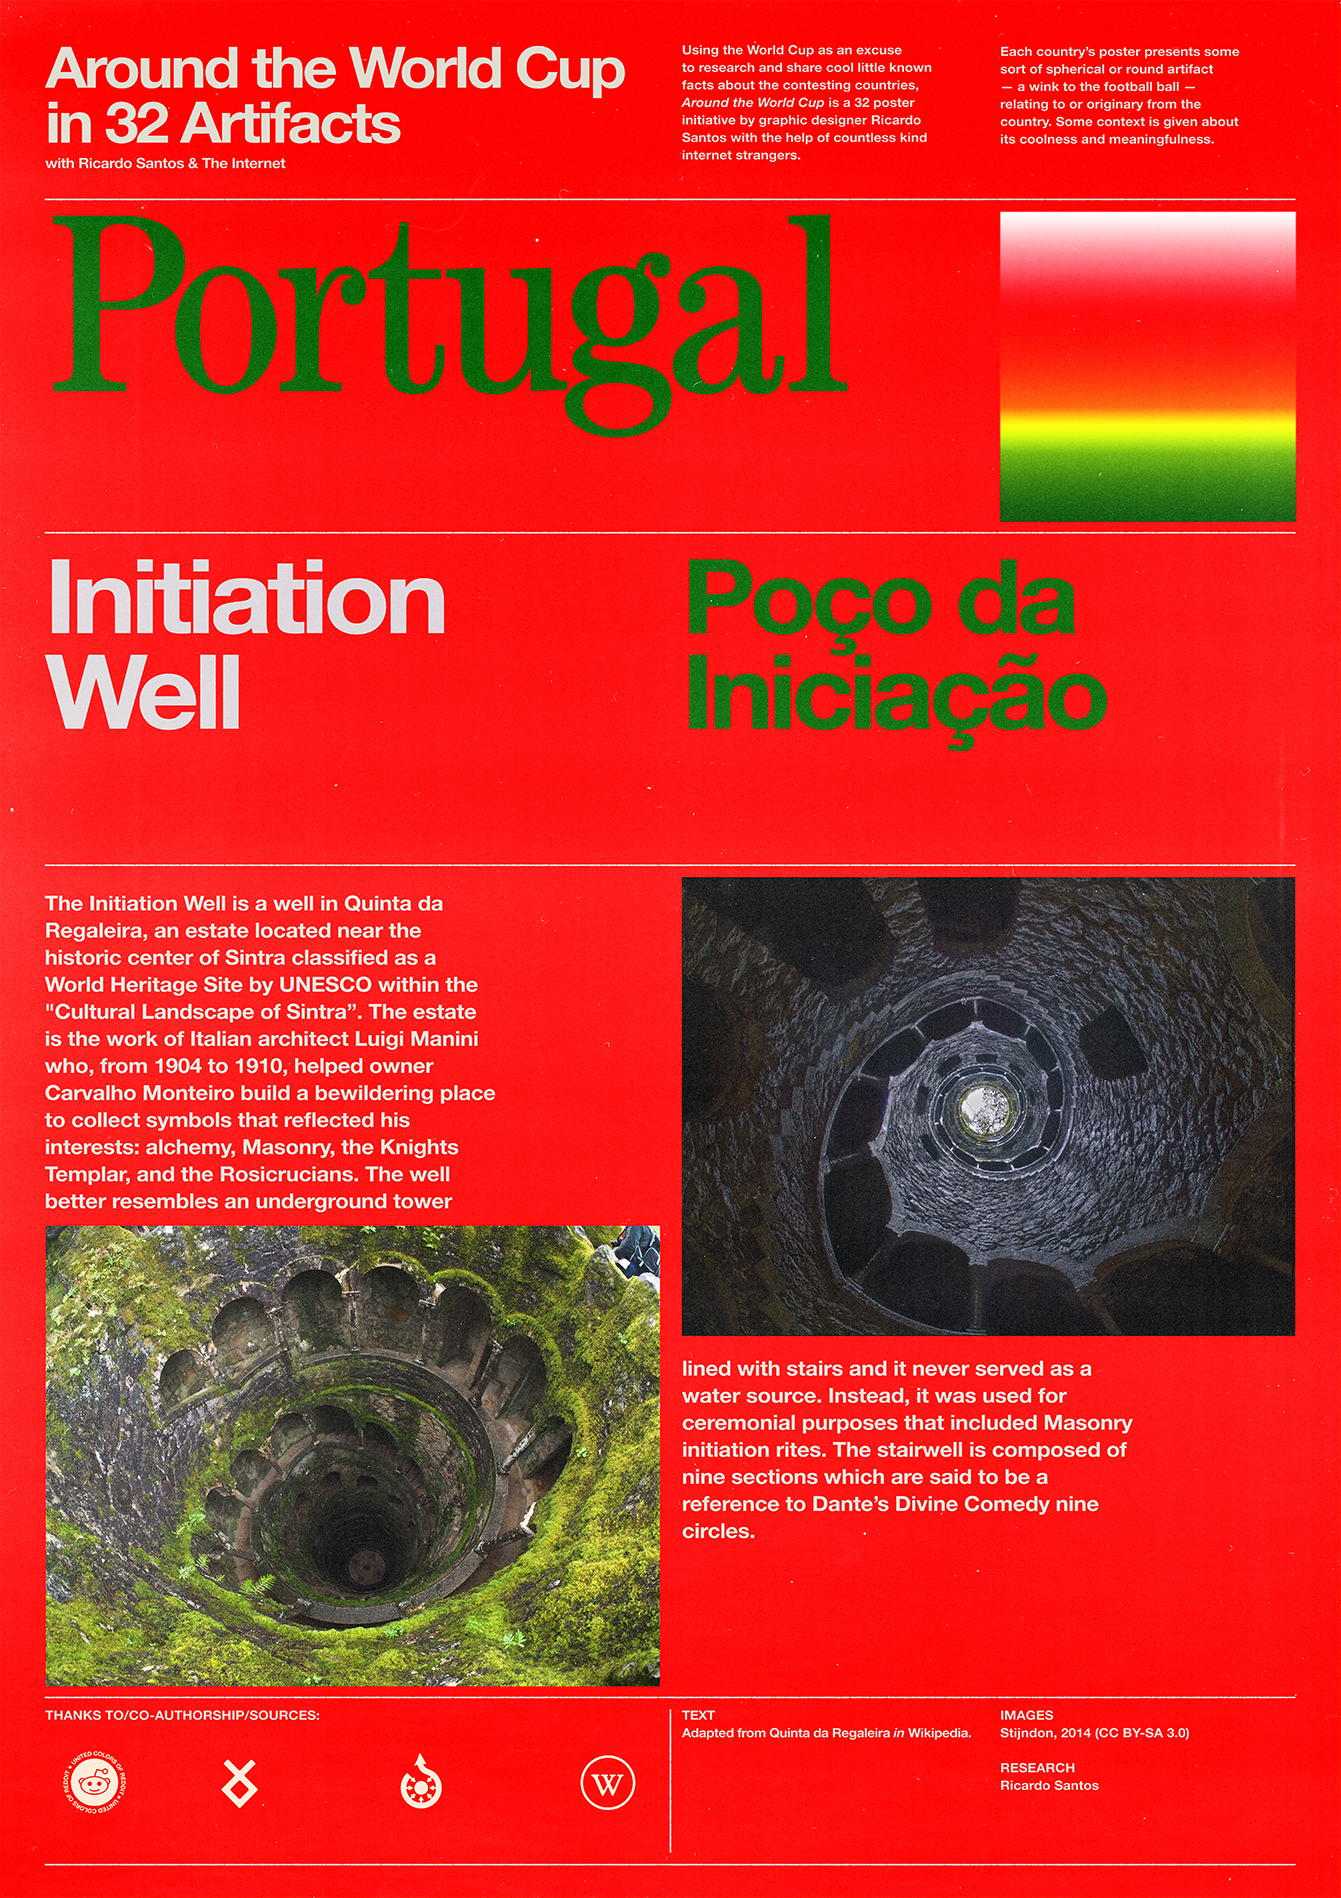 Around the World Cup
in 32 Artifacts
with Ricardo Santos & The Internet
Using the World Cup as an excuse
to research and share cool little known
facts about the contesting countries,
Around the World Cup is a 32 poster
initiative by graphic designer Ricardo
Santos with the help of countless kind
internet strangers.
Each country's poster presents some
sort of spherical or round artifact
— a wink to the football ball —
relating to or originary from the
country. Some context is given about
its coolness and meaningfulness.
Portugal
Initiation
Well
Poço da
Iniciação
The Initiation Well is a well in Quinta da
Regaleira, an estate located near the
historic center of Sintra classified as a
World Heritage Site by UNESCO within the
"Cultural Landscape of Sintra”. The estate
is the work of Italian architect Luigi Manini
who, from 1904 to 1910, helped owner
Carvalho Monteiro build a bewildering place
to collect symbols that reflected his
interests: alchemy, Masonry, the Knights
Templar, and the Rosicrucians. The well
better resembles an underground tower
lined with stairs and it never served as a
water source. Instead, it was used for
ceremonial purposes that included Masonry
initiation rites. The stairwell is composed of
nine sections which are said to be a
reference to Dante’s Divine Comedy nine
circles.
THANKS TO/CO-AUTHORSHIP/SOURCES:
UNITED COLORS OF REDDIT • UNITED COLORS OF REDDIT •
W
TEXT
Adapted from Quinta da Regaleira in Wikipedia.
IMAGES
Stijndon, 2014 (CC BY-SA 3.0)
RESEARCH
Ricardo Santos